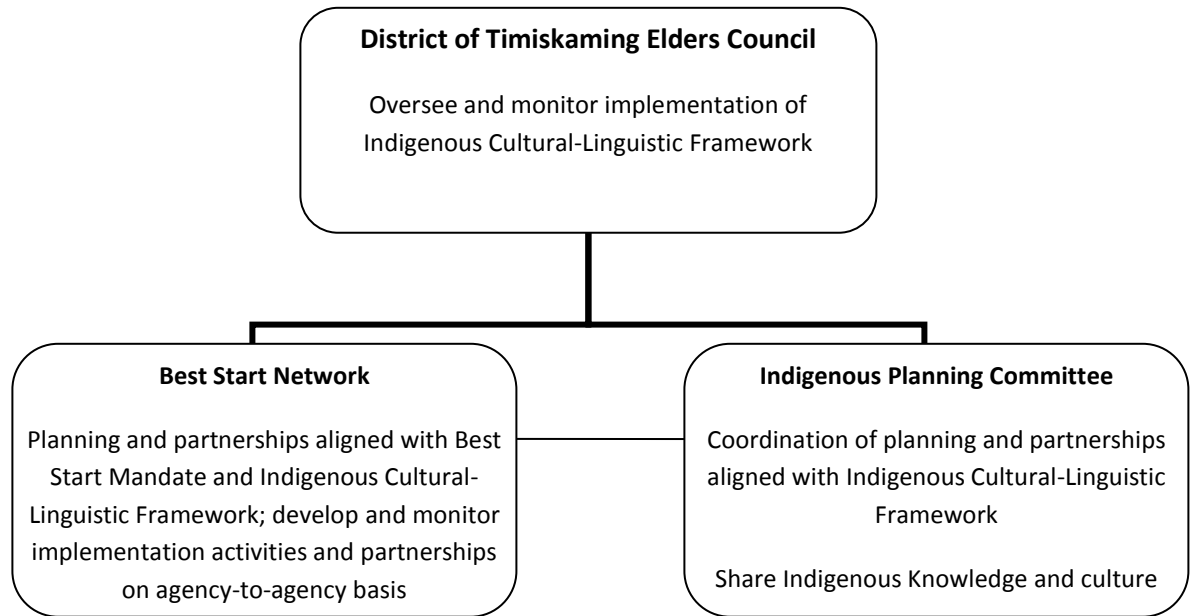 District of Timiskaming Elders Council
Oversee and monitor implementation of
Indigenous Cultural-Linguistic Framework
Best Start Network
Planning and partnerships aligned with Best
Start Mandate and Indigenous Cultural-
Linguistic Framework; develop and monitor
implementation activities and partnerships
on agency-to-agency basis
Indigenous Planning Committee
Coordination of planning and partnerships
aligned with Indigenous Cultural-Linguistic
Framework
Share Indigenous Knowledge and culture